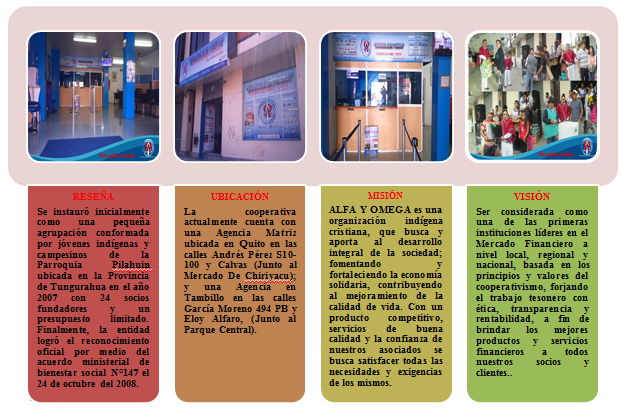 RESEÑA
Se instauró inicialmente
como una pequeña
agrupación conformada
por jóvenes indígenas y
campesinos de la
Parroquia Pilahuin
ubicada en la Provincia
de Tungurahua en el año
2007 con 24 socios
fundadores y un
presupuesto limitado.
Finalmente, la entidad
logró el reconocimiento
oficial por medio del
acuerdo ministerial de
bienestar social N°147 el
24 de octubre del 2008.
UBICACIÓN
La cooperativa
actualmente cuenta con
una Agencia Matriz
ubicada en Quito en las
calles Andrés Pérez S10-
100 y Calvas (Junto al
Mercado De Chiriyacu);
y una Agencia en
Tambillo en las calles
García Moreno 494 PB y
Eloy Alfaro, (Junto al
Parque Central).
MISIÓN
ALFA Y OMEGA es una
organización indígena
cristiana, que busca y
aporta al desarrollo
integral de la sociedad;
fomentando y
fortaleciendo la economía
solidaria, contribuyendo
al mejoramiento de la
calidad de vida. Con un
producto competitivo,
servicios de buena
calidad y la confianza de
nuestros asociados se
busca satisfacer todas las
necesidades y exigencias
de los mismos.
VISIÓN
Ser considerada como
una de las primeras
instituciones líderes en el
Mercado Financiero a
nivel local, regional y
nacional, basada en los
principios y valores del
cooperativismo, forjando
el trabajo tesonero con
ética, transparencia y
rentabilidad, a fin de
brindar los mejores
productos y servicios
financieros a todos
nuestros socios y
clientes..